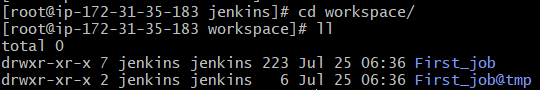 [root@ip-172-31-35-183 jenkins]# cd workspace/
[root@ip-172-31-35-183 workspace]# ll
total 0
drwxr-xr-x 7 jenkins jenkins 223 Jul 25 06:36 First_job
drwxr-xr-x 2 jenkins jenkins   6 Jul 25 06:36 First_job@tmp